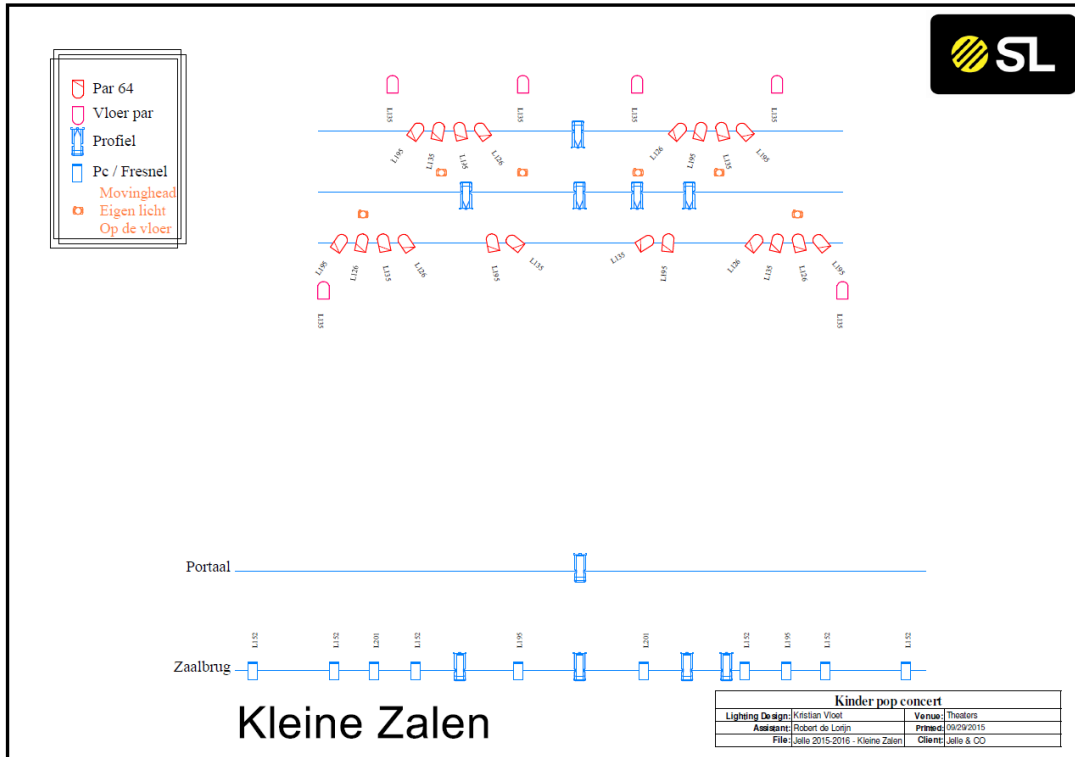 SL
Par 64
Vloer par
Profiel
Pc / Fresnel
Movinghead
Eigen licht
Op de vloer
L135 L135 L135 L135
L195 L135 L195 L126 L126 L195 L135 L195
L195 L126 L135 L126 L195 L135 L135 L195 L126 L135 L126 L195
L135 L135
Portaal
L152 L152 L201 L152 L195 L201 L152 L195 L152 L152
Zaalbrug
Kleine Zalen
Kinder pop concert
Lighting Design: Kristian Vloet Venue: Theaters
Assistant: Robert de Lorijn Printed: 09/29/2015
File: Jelle 2015-2016 - Kleine Zalen Client: Jelle & CO